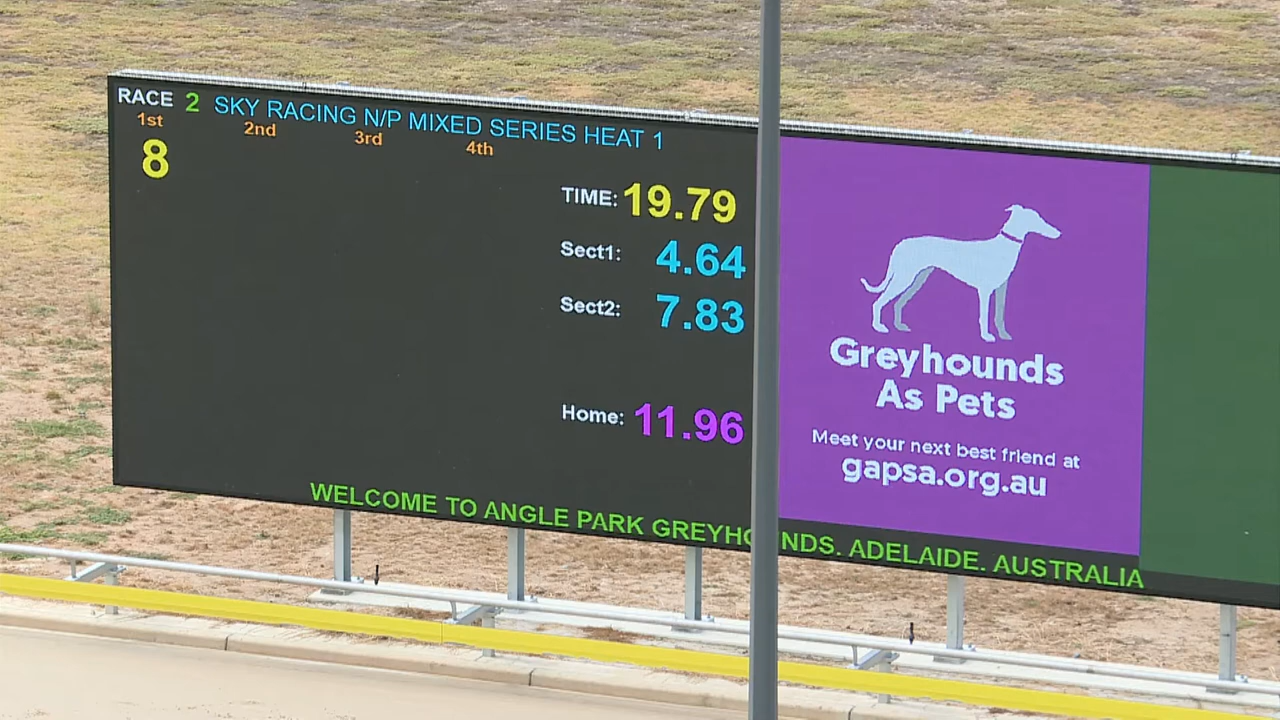 RACE 2 SKY RACING N/P MIXED SERIES HEAT 1
1st 2nd 3rd 4th
8
TIME: 19.79
Sect1: 4.64
Sect2: 7.83
Home: 11.96
Greyhounds
As Pets
Meet your next best friend at
gapsa.org.au
WELCOME TO ANGLE PARK GREYHOUNDS. ADELAIDE. AUSTRALIA